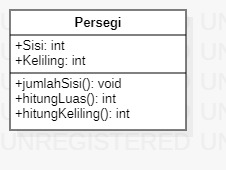 Persegi
+Sisi: int
+Keliling: int
+jumlahSisi(): void
+hitungLuas(): int
+hitungKeliling(): int
UNREGISTERED